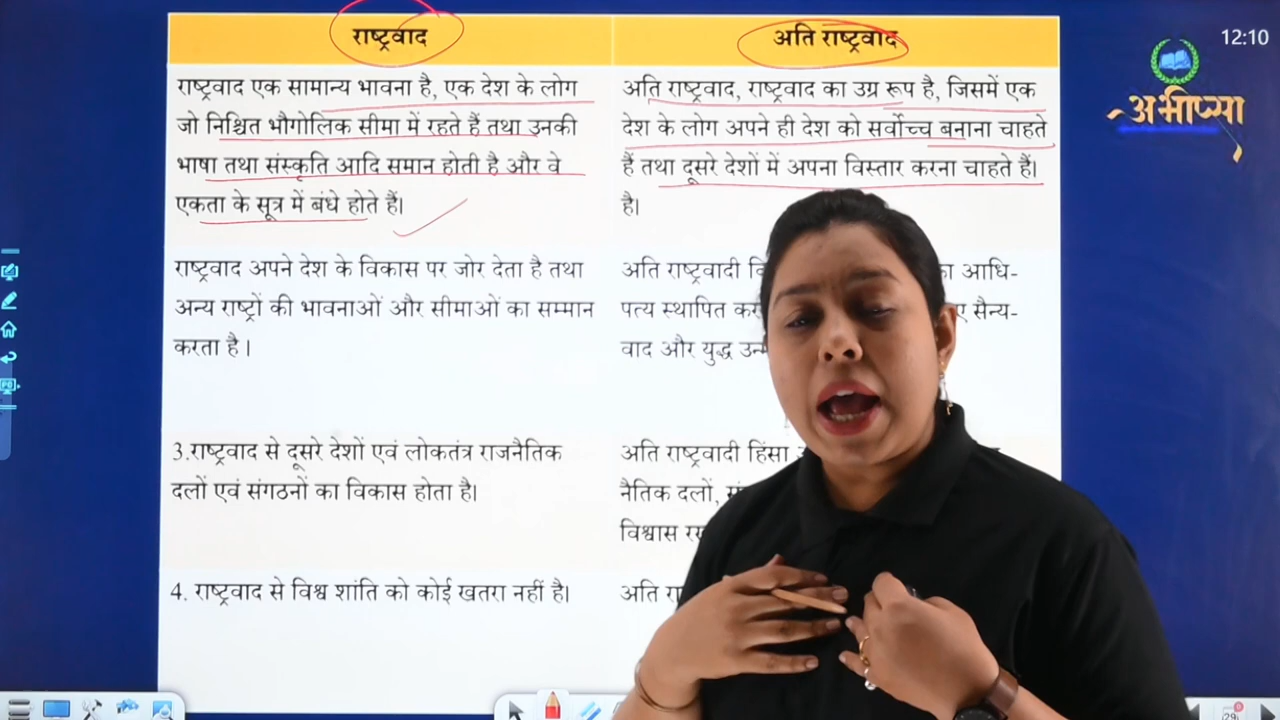 राष्ट्रवाद
अति राष्ट्रवाद
12:10
अभीप्सा
राष्ट्रवाद एक सामान्य भावना है, एक देश के लोग
जो निश्चित भौगोलिक सीमा में रहते हैं तथा उनकी
भाषा तथा संस्कृति आदि समान होती है और वे
एकता के सूत्र में बंधे होते हैं।
अति राष्ट्रवाद, राष्ट्रवाद का उग्र रूप है, जिसमें एक
देश के लोग अपने ही देश को सर्वोच्च बनाना चाहते
हैं तथा दूसरे देशों में अपना विस्तार करना चाहते हैं।
है।
राष्ट्रवाद अपने देश के विकास पर जोर देता है तथा
अन्य राष्ट्रों की भावनाओं और सीमाओं का सम्मान
करता है ।
अति राष्ट्रवादी आधि-
पत्य स्थापित सैन्य-
वाद और युद्ध
3.राष्ट्रवाद से दूसरे देशों एवं लोकतंत्र राजनैतिक
दलों एवं संगठनों का विकास होता है।
अति राष्ट्रवादी हिंसा
नैतिक दलों,
विश्वास
4. राष्ट्रवाद से विश्व शांति को कोई खतरा नहीं है।
अति
29